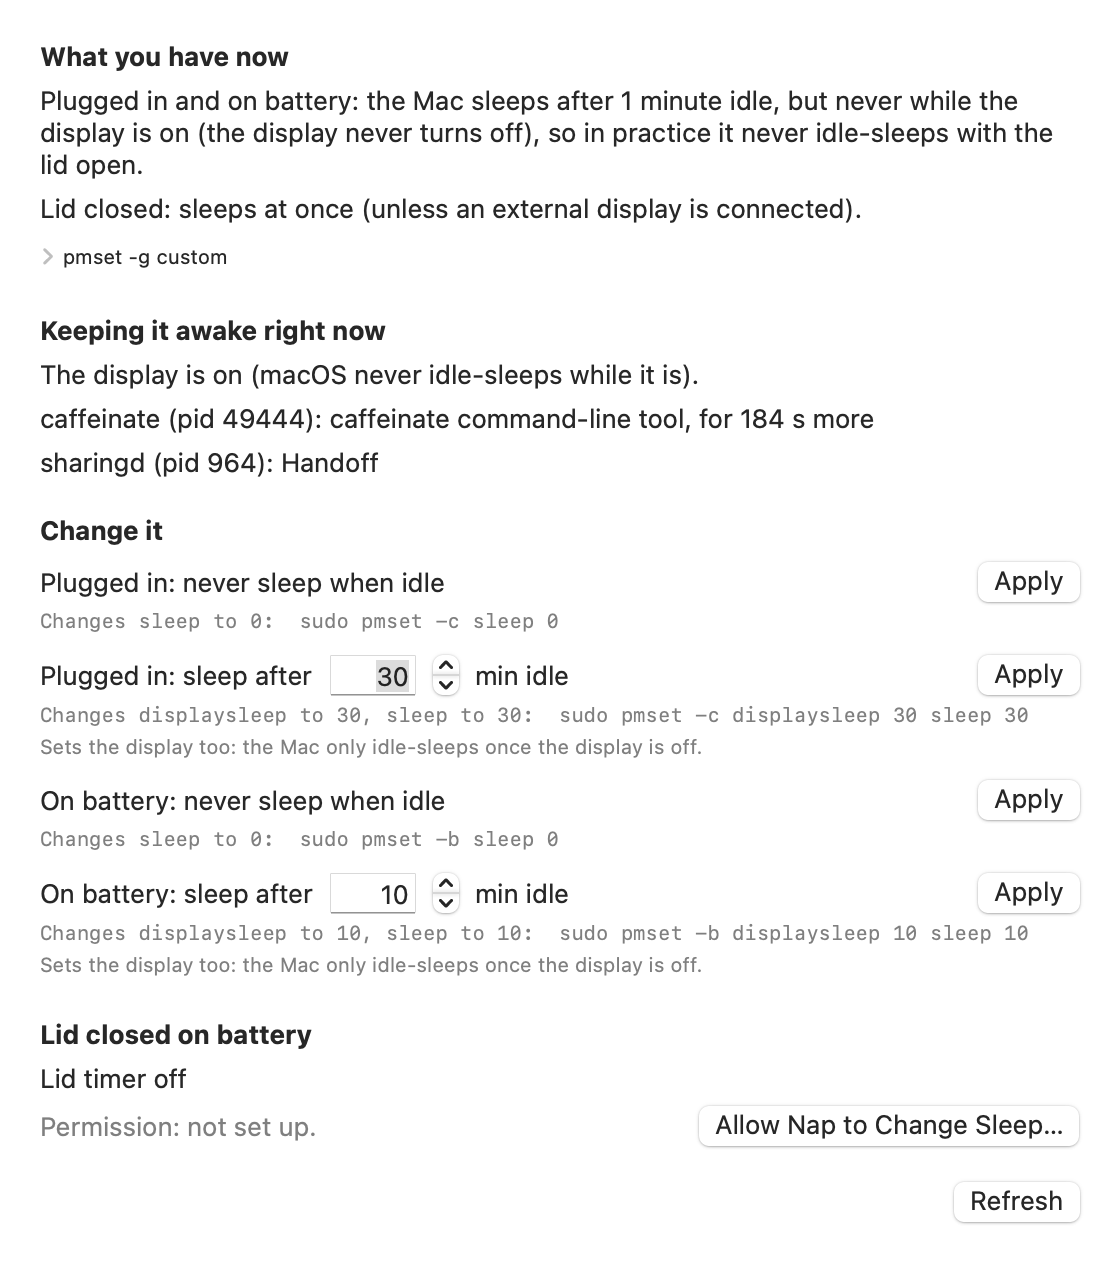 What you have now
Plugged in and on battery: the Mac sleeps after 1 minute idle, but never while the
display is on (the display never turns off), so in practice it never idle-sleeps with the
lid open.
Lid closed: sleeps at once (unless an external display is connected).
pmset -g custom
Keeping it awake right now
The display is on (macOS never idle-sleeps while it is).
caffeinate (pid 49444): caffeinate command-line tool, for 184 s more
sharingd (pid 964): Handoff
Change it
Plugged in: never sleep when idle Apply
Changes sleep to 0: sudo pmset -c sleep 0
Plugged in: sleep after 30 min idle Apply
Changes displaysleep to 30, sleep to 30: sudo pmset -c displaysleep 30 sleep 30
Sets the display too: the Mac only idle-sleeps once the display is off.
On battery: never sleep when idle Apply
Changes sleep to 0: sudo pmset -b sleep 0
On battery: sleep after 10 min idle Apply
Changes displaysleep to 10, sleep to 10: sudo pmset -b displaysleep 10 sleep 10
Sets the display too: the Mac only idle-sleeps once the display is off.
Lid closed on battery
Lid timer off
Permission: not set up. Allow Nap to Change Sleep...
Refresh